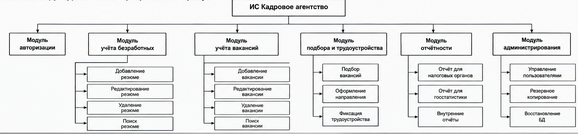 ИС Кадровое агентство
Модуль
авторизации
Модуль
учёта безработных
Добавление
резюме
Редактирование
резюме
Удаление
резюме
Поиск
резюме
Модуль
учёта вакансий
Добавление
вакансии
Редактирование
вакансии
Удаление
вакансии
Поиск
вакансии
Модуль
подбора и трудоустройства
Подбор
вакансий
Оформление
направления
Фиксация
трудоустройства
Модуль
отчётности
Отчёт для
налоговых органов
Отчёт для
госстатистики
Внутренние
отчёты
Модуль
администрирования
Управление
пользователями
Резервное
копирование
Восстановление
БД